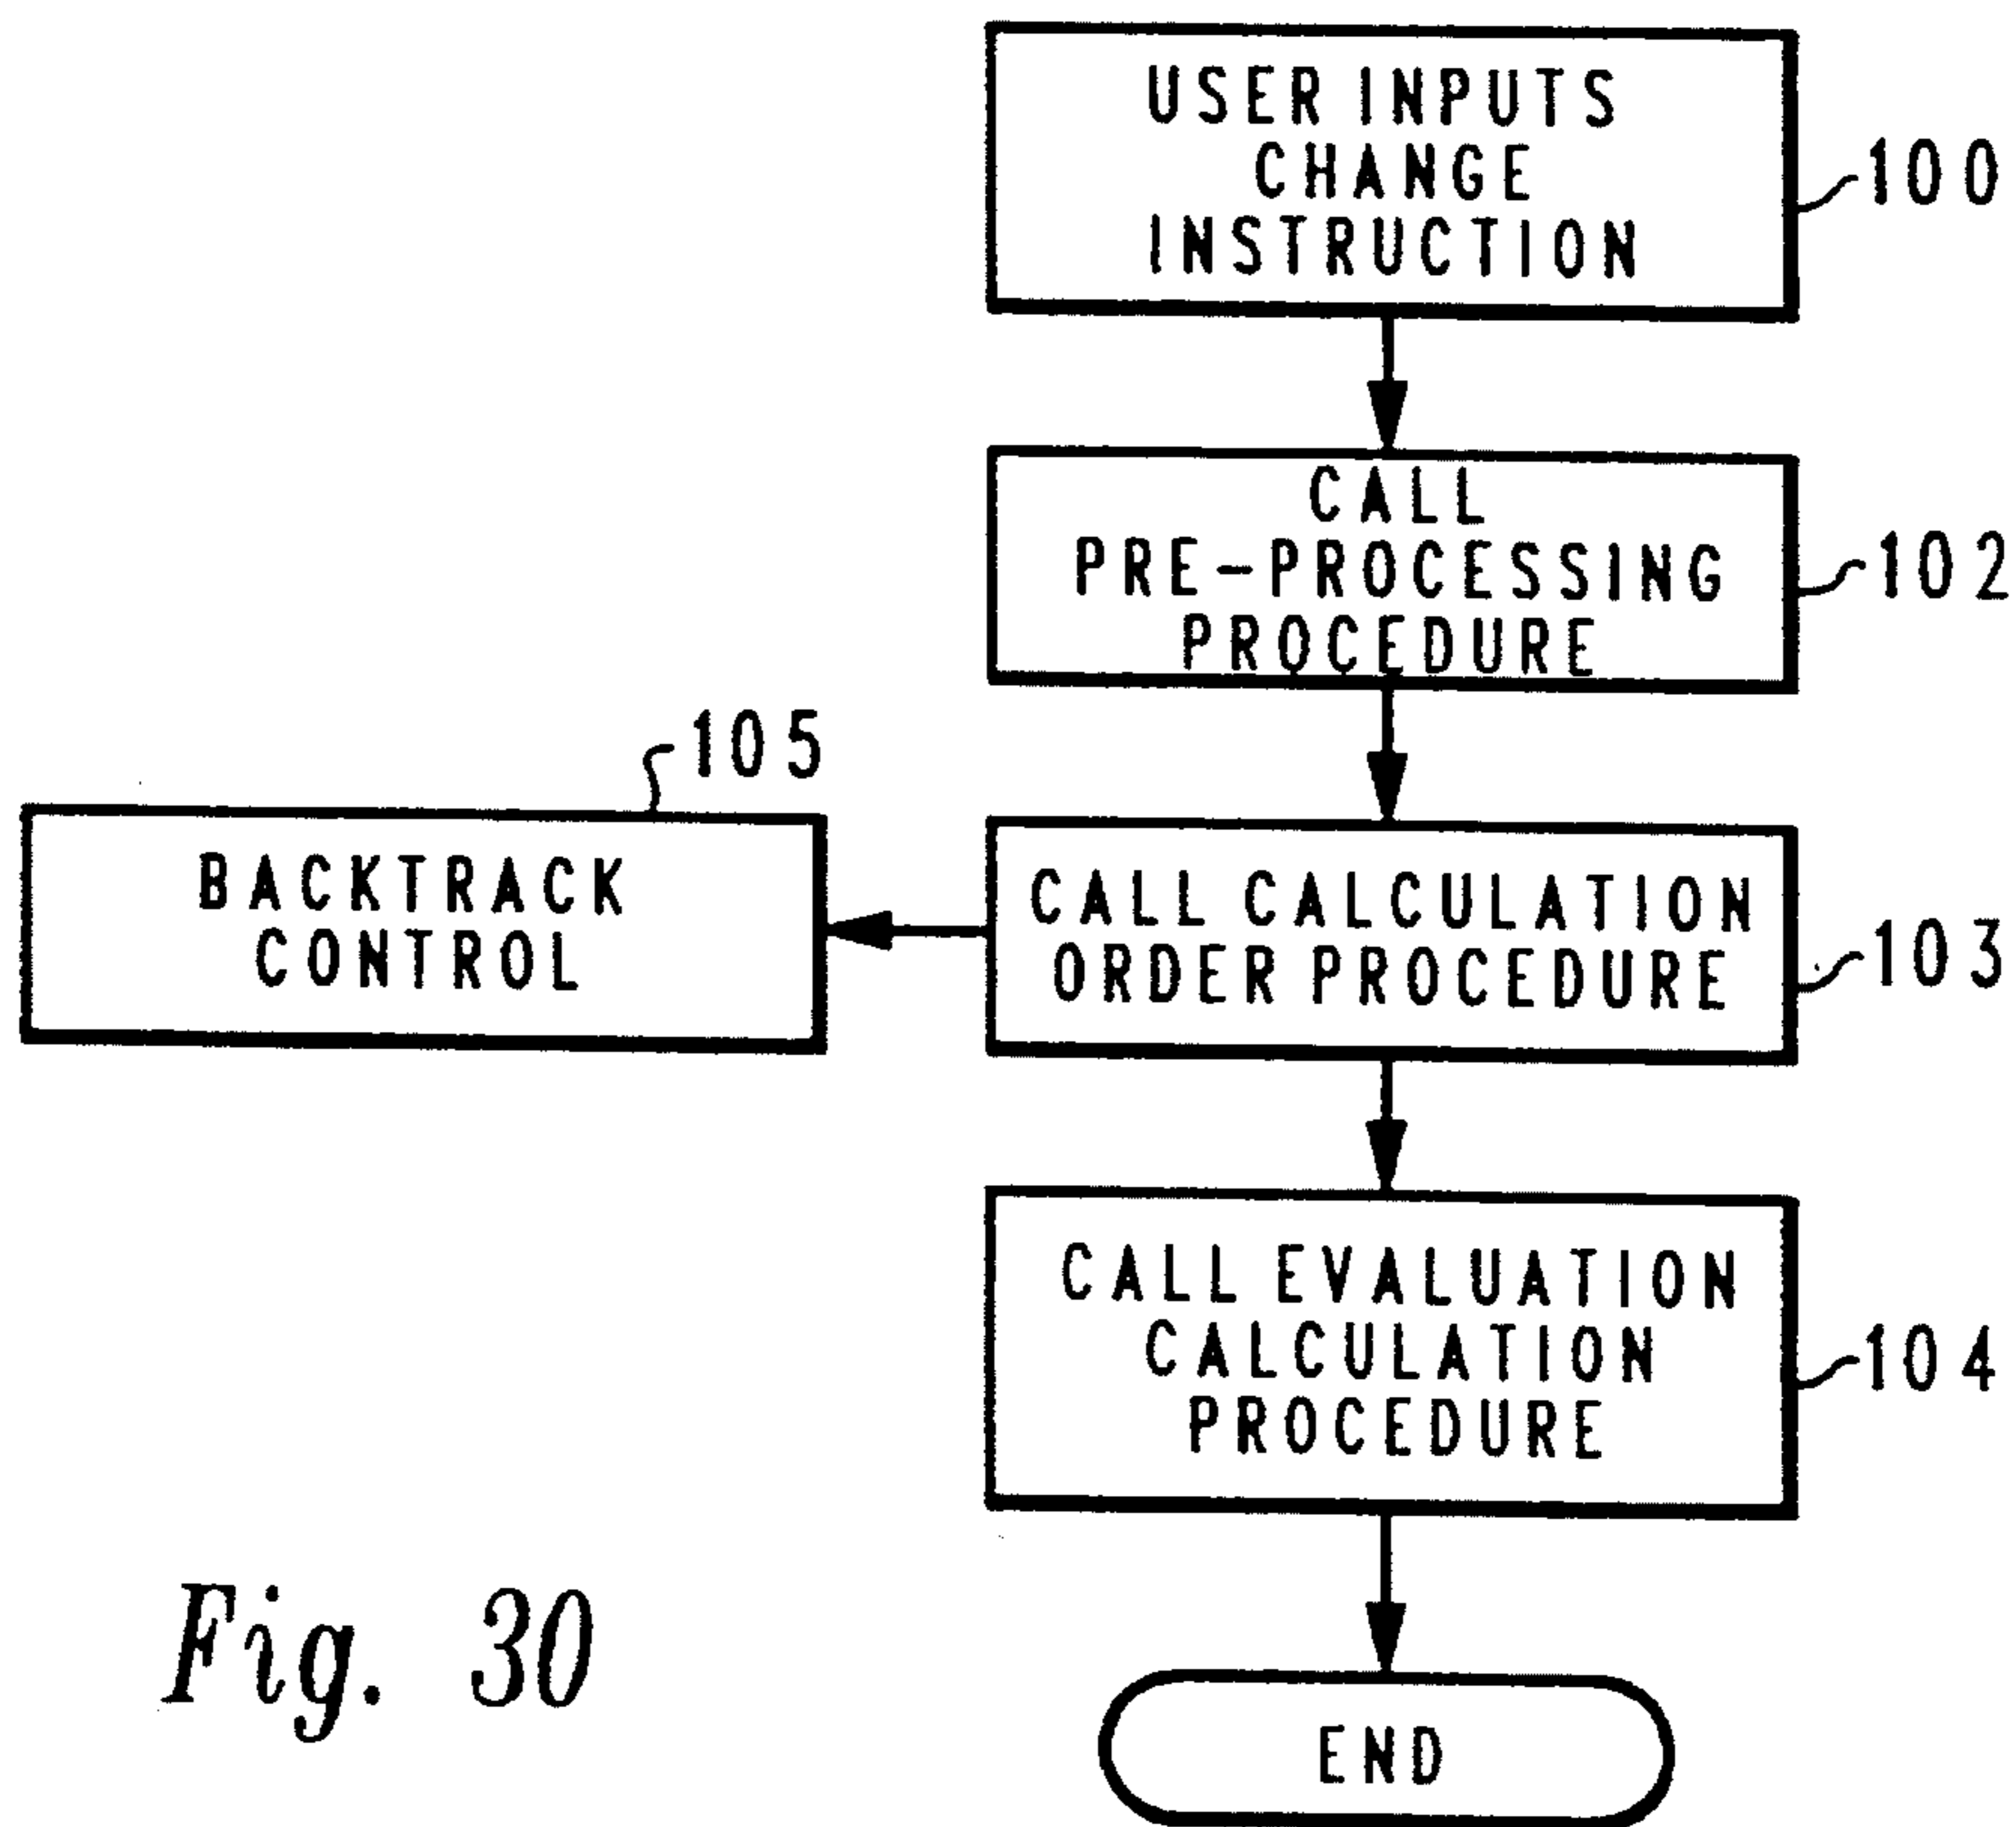 USER INPUTS
CHANGE
INSTRUCTION
100
CALL
PRE-PROCESSING
PROCEDURE
102
105
BACKTRACK
CONTROL
CALL CALCULATION
ORDER PROCEDURE
103
CALL EVALUATION
CALCULATION
PROCEDURE
104
END
Fig. 30